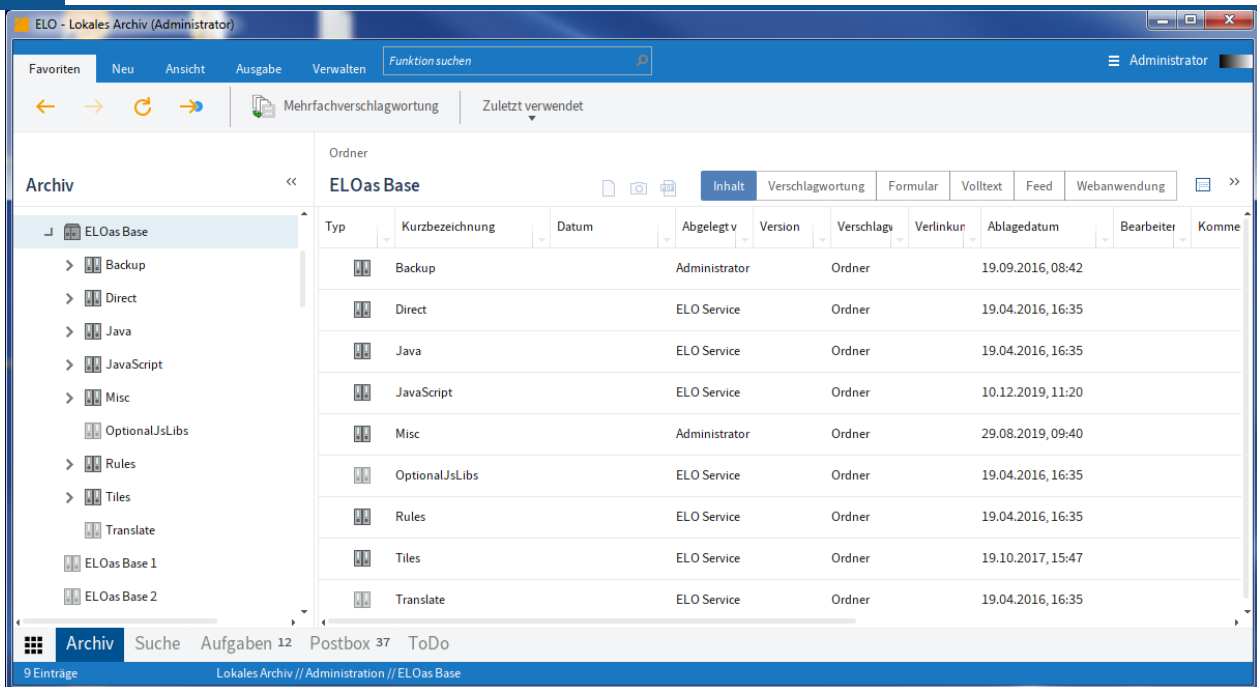 ELO - Lokales Archiv (Administrator)
Favoriten Neu Ansicht Ausgabe Verwalten Funktion suchen Administrator
Mehrfachverschlagwortung Zuletzt verwendet
Ordner
Archiv ELOas Base Inhalt Verschlagwortung Formular Volltext Feed Webanwendung
ELOas Base
Backup
Direct
Java
JavaScript
Misc
OptionalJsLibs
Rules
Tiles
Translate
ELOas Base 1
ELOas Base 2
Typ Kurzbezeichnung Datum Abgelegt v Version Verschlagw Verlinkun Ablagedatum Bearbeiter Komme
Backup Administrator Ordner 19.09.2016, 08:42
Direct ELO Service Ordner 19.04.2016, 16:35
Java ELO Service Ordner 19.04.2016, 16:35
JavaScript ELO Service Ordner 10.12.2019, 11:20
Misc Administrator Ordner 29.08.2019, 09:40
OptionalJsLibs ELO Service Ordner 19.04.2016, 16:35
Rules ELO Service Ordner 19.04.2016, 16:35
Tiles ELO Service Ordner 19.10.2017, 15:47
Translate ELO Service Ordner 19.04.2016, 16:35
Archiv Suche Aufgaben 12 Postbox 37 ToDo
9 Einträge Lokales Archiv // Administration // ELOas Base